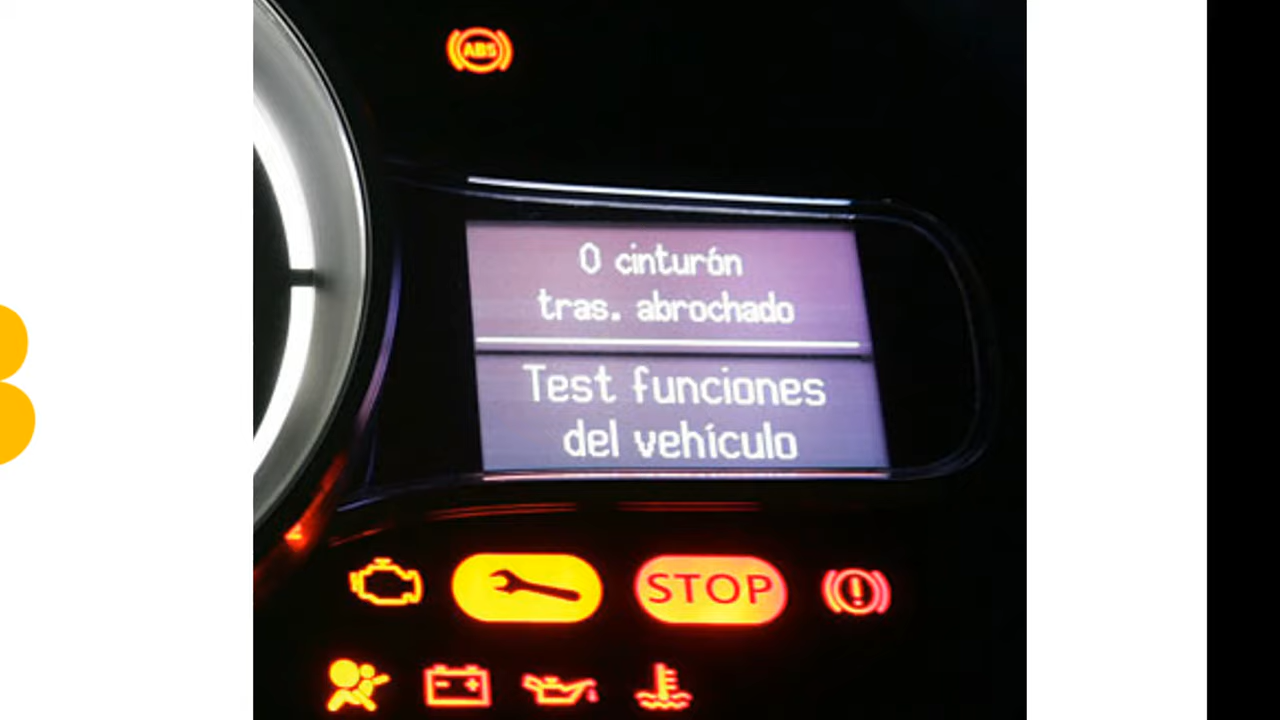 ABS
0 cinturón
tras. abrochado
Test funciones
del vehículo
STOP